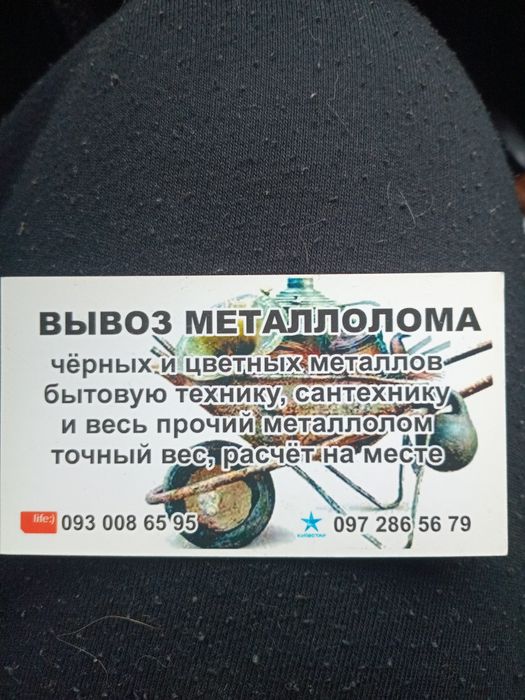 ВЫВОЗ МЕТАЛЛОЛОМА
чёрных и цветных металлов
бытовую технику, сантехнику
и весь прочий металлолом
точный вес, расчёт на месте
life:) 093 008 65 95
КИЇВСТАР 097 286 56 79